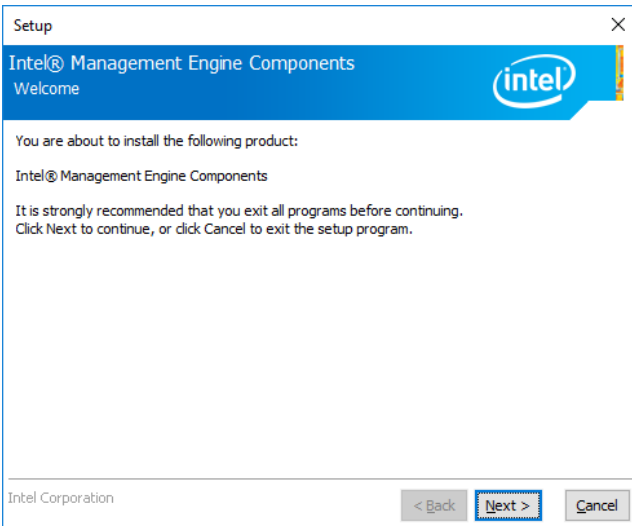 Setup
Intel® Management Engine Components
Welcome
intel
You are about to install the following product:
Intel® Management Engine Components
It is strongly recommended that you exit all programs before continuing.
Click Next to continue, or click Cancel to exit the setup program.
Intel Corporation
< Back Next > Cancel